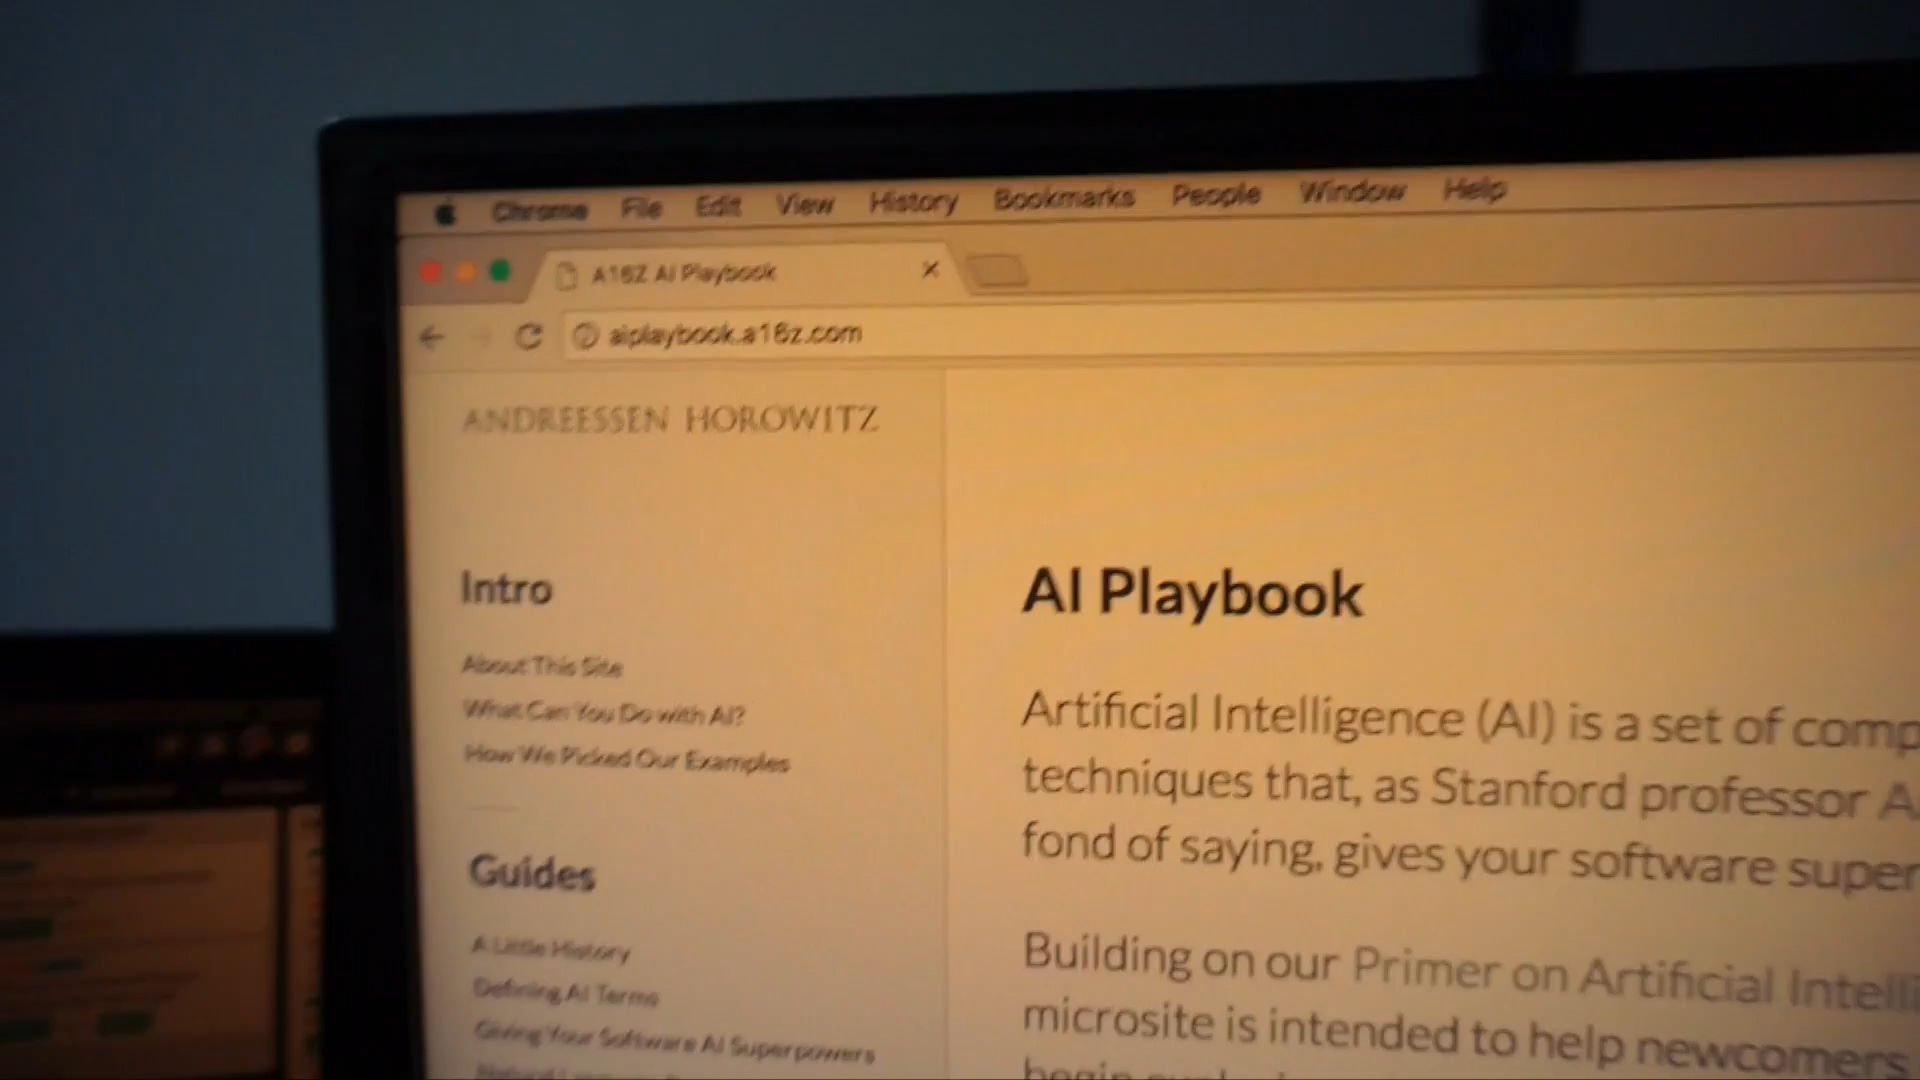 Chrome File Edit View History Bookmarks People Window Help
A16Z AI Playbook
aiplaybook.a16z.com
ANDREESSEN HOROWITZ
Intro
About This Site
What Can You Do with AI?
How We Picked Our Examples
Guides
A Little History
Defining AI Terms
Giving Your Software AI Superpowers
AI Playbook
Artificial Intelligence (AI) is a set of comp
techniques that, as Stanford professor A
fond of saying, gives your software super
Building on our Primer on Artificial Intelli
microsite is intended to help newcomers